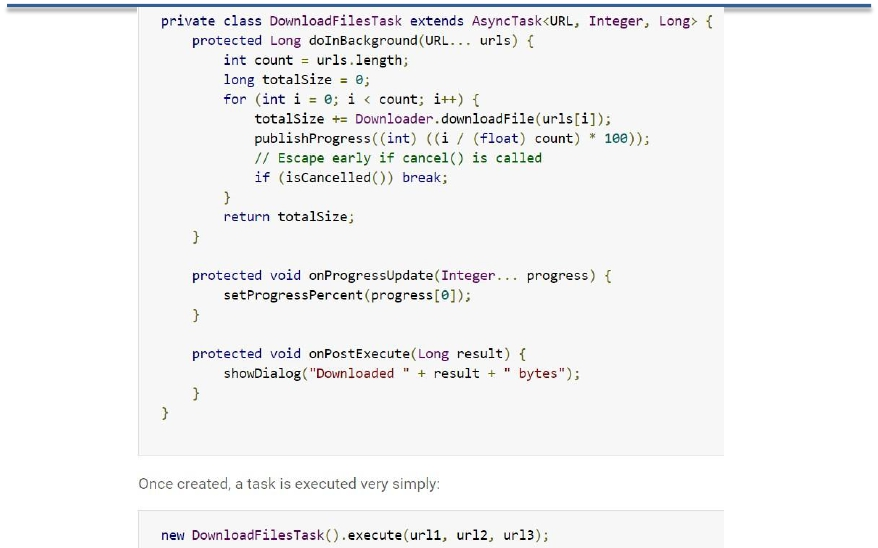 private class DownloadFilesTask extends AsyncTask<URL, Integer, Long> {
    protected Long doInBackground(URL... urls) {
        int count = urls.length;
        long totalSize = 0;
        for (int i = 0; i < count; i++) {
            totalSize += Downloader.downloadFile(urls[i]);
            publishProgress((int) ((i / (float) count) * 100));
            // Escape early if cancel() is called
            if (isCancelled()) break;
        }
        return totalSize;
    }

    protected void onProgressUpdate(Integer... progress) {
        setProgressPercent(progress[0]);
    }

    protected void onPostExecute(Long result) {
        showDialog("Downloaded " + result + " bytes");
    }
}
Once created, a task is executed very simply:
new DownloadFilesTask().execute(url1, url2, url3);